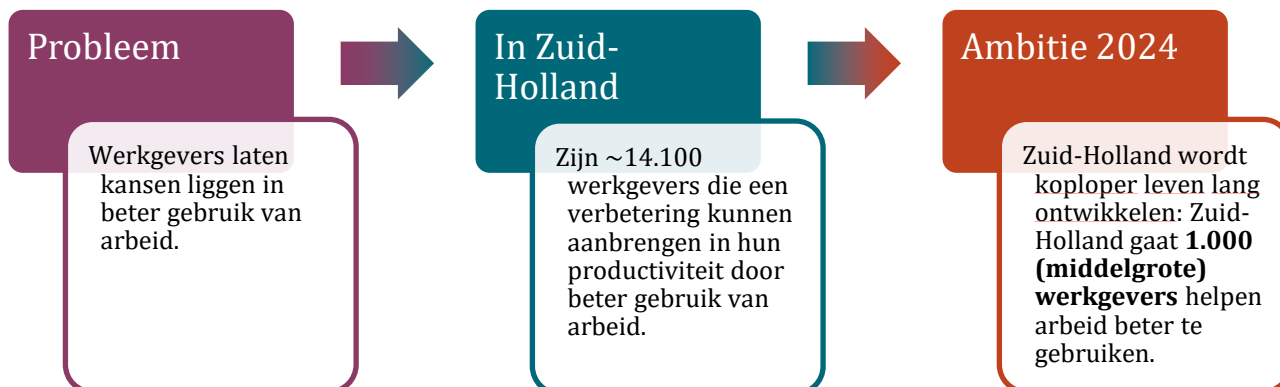 Probleem
Werkgevers laten
kansen liggen in
beter gebruik van
arbeid.
In Zuid-
Holland
Zijn ~14.100
werkgevers die een
verbetering kunnen
aanbrengen in hun
productiviteit door
beter gebruik van
arbeid.
Ambitie 2024
Zuid-Holland wordt
koploper leven lang
ontwikkelen: Zuid-
Holland gaat 1.000
(middelgrote)
werkgevers helpen
arbeid beter te
gebruiken.